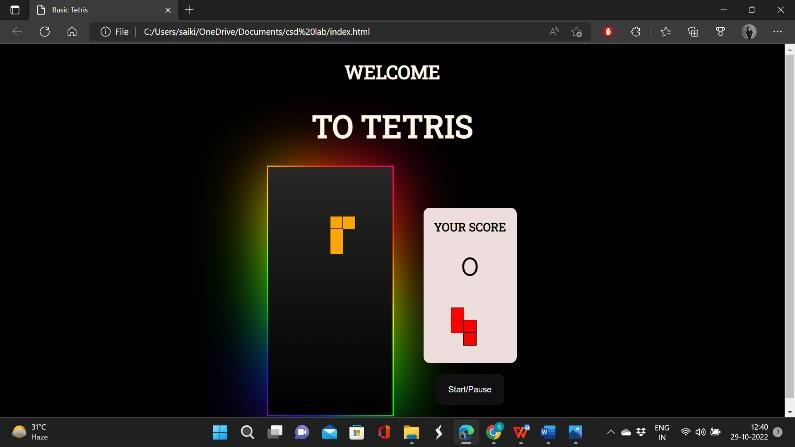 Basic Tetris
File
C:/Users/saiki/OneDrive/Documents/csd%20lab/index.html
WELCOME
TO TETRIS
YOUR SCORE
0
Start/Pause
31°C
Haze
ENG
IN
12:40
29-10-2022